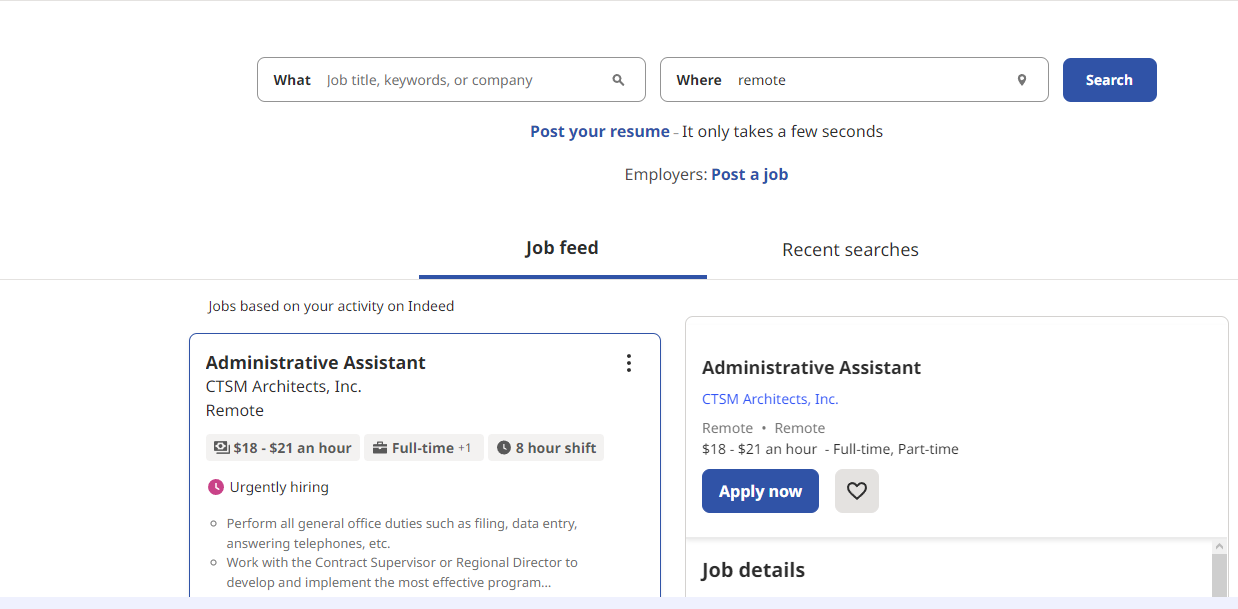 What Job title, keywords, or company
Where remote
Search
Post your resume - It only takes a few seconds
Employers: Post a job
Job feed
Recent searches
Jobs based on your activity on Indeed
Administrative Assistant
CTSM Architects, Inc.
Remote
$18 - $21 an hour
Full-time +1
8 hour shift
Urgently hiring
Perform all general office duties such as filing, data entry,
answering telephones, etc.
Work with the Contract Supervisor or Regional Director to
develop and implement the most effective program...
Administrative Assistant
CTSM Architects, Inc.
Remote • Remote
$18 - $21 an hour - Full-time, Part-time
Apply now
Job details